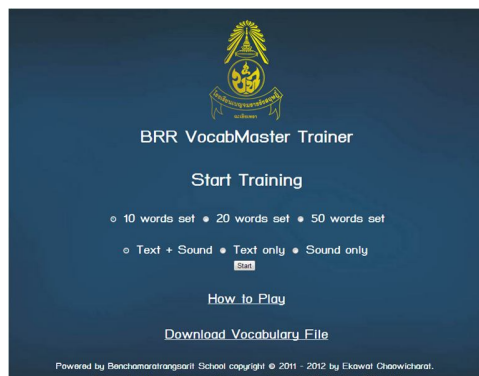 BRR VocabMaster Trainer
Start Training
10 words set 20 words set 50 words set
Text + Sound Text only Sound only
Start
How to Play
Download Vocabulary File
Powered by Benchamaratrangsarit School copyright © 2011 - 2012 by Ekawat Chaowicharat.